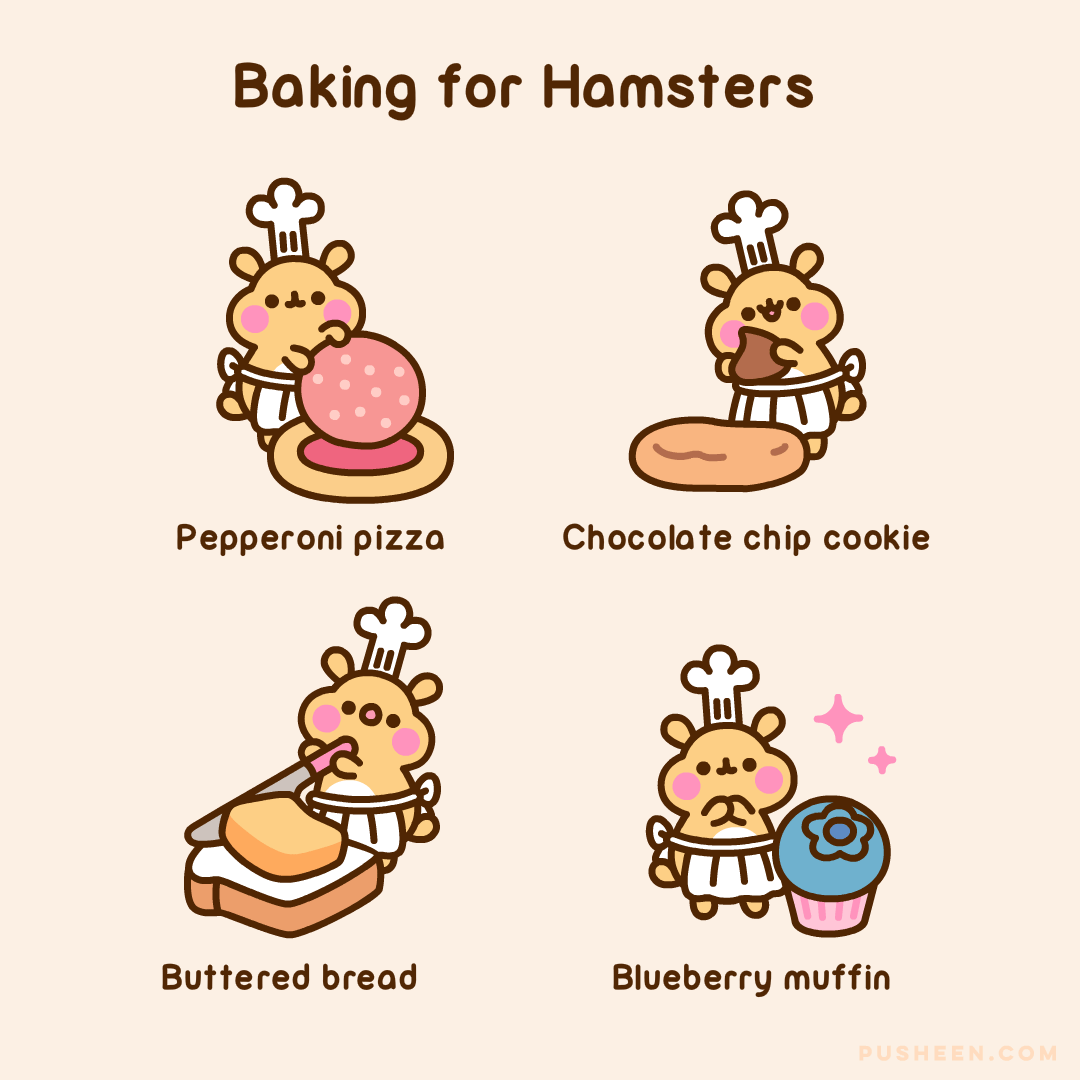 Baking for Hamsters
Pepperoni pizza
Chocolate chip cookie
Buttered bread
Blueberry muffin
PUSHEEN.COM